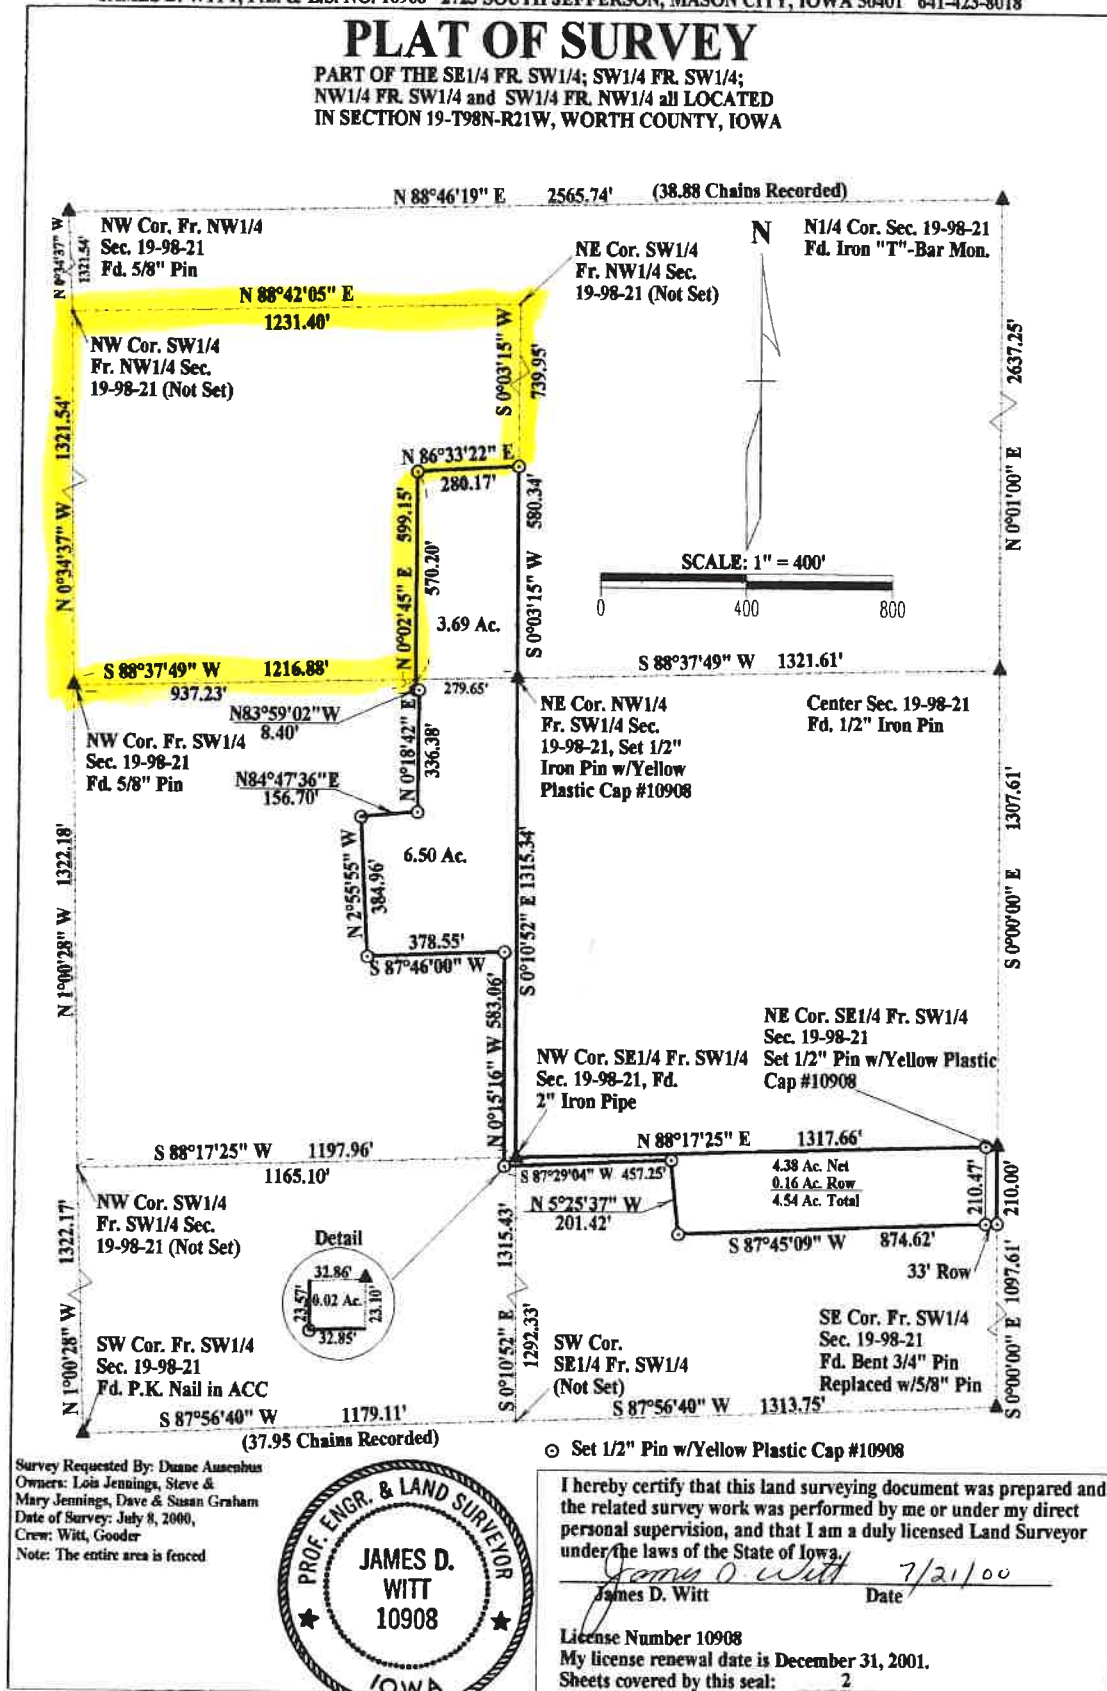 JAMES D. WITT, P.E. & L.S. NO. 10908 2725 SOUTH JEFFERSON, MASON CITY, IOWA 50401 641-423-8018
PLAT OF SURVEY
PART OF THE SE1/4 FR. SW1/4; SW1/4 FR. SW1/4;
NW1/4 FR. SW1/4 and SW1/4 FR. NW1/4 all LOCATED
IN SECTION 19-T98N-R21W, WORTH COUNTY, IOWA
N 88°46'19" E 2565.74' (38.88 Chains Recorded)
NW Cor. Fr. NW1/4
Sec. 19-98-21
Fd. 5/8" Pin
N 0°34'37" W
1321.54'
NE Cor. SW1/4
Fr. NW1/4 Sec.
19-98-21 (Not Set)
N
N1/4 Cor. Sec. 19-98-21
Fd. Iron "T"-Bar Mon.
N 88°42'05" E
1231.40'
NW Cor. SW1/4
Fr. NW1/4 Sec.
19-98-21 (Not Set)
S 0°03'15" W
739.95'
N 0°01'00" E 2637.25'
N 0°34'37" W 1321.54'
N 86°33'22" E
280.17'
N 0°02'45" E 599.15'
570.20'
S 0°03'15" W 580.34'
3.69 Ac.
SCALE: 1" = 400'
0 400 800
S 88°37'49" W 1216.88'
937.23'
279.65'
S 88°37'49" W 1321.61'
N83°59'02"W
8.40'
NW Cor. Fr. SW1/4
Sec. 19-98-21
Fd. 5/8" Pin
NE Cor. NW1/4
Fr. SW1/4 Sec.
19-98-21, Set 1/2"
Iron Pin w/Yellow
Plastic Cap #10908
Center Sec. 19-98-21
Fd. 1/2" Iron Pin
N 0°18'42" E
336.38'
N84°47'36"E
156.70'
6.50 Ac.
N 2°55'55" W
384.96'
378.55'
S 87°46'00" W
N 1°00'28" W 1322.18'
S 0°10'52" E 1315.34'
S 0°00'00" E 1307.61'
N 0°15'16" W 583.06'
NE Cor. SE1/4 Fr. SW1/4
Sec. 19-98-21
Set 1/2" Pin w/Yellow Plastic
Cap #10908
NW Cor. SE1/4 Fr. SW1/4
Sec. 19-98-21, Fd.
2" Iron Pipe
S 88°17'25" W 1197.96'
1165.10'
N 88°17'25" E 1317.66'
S 87°29'04" W 457.25'
4.38 Ac. Net
0.16 Ac. Row
4.54 Ac. Total
210.47'
210.00'
N 5°25'37" W
201.42'
S 87°45'09" W 874.62'
33' Row
NW Cor. SW1/4
Fr. SW1/4 Sec.
19-98-21 (Not Set)
Detail
32.86'
23.57'
0.02 Ac.
23.10'
32.85'
N 1°00'28" W 1322.17'
1315.43'
S 0°10'52" E 1292.33'
S 0°00'00" E 1097.61'
SW Cor. Fr. SW1/4
Sec. 19-98-21
Fd. P.K. Nail in ACC
SW Cor.
SE1/4 Fr. SW1/4
(Not Set)
SE Cor. Fr. SW1/4
Sec. 19-98-21
Fd. Bent 3/4" Pin
Replaced w/5/8" Pin
S 87°56'40" W 1179.11'
(37.95 Chains Recorded)
S 87°56'40" W 1313.75'
Set 1/2" Pin w/Yellow Plastic Cap #10908
Survey Requested By: Duane Ausenhus
Owners: Lois Jennings, Steve &
Mary Jennings, Dave & Susan Graham
Date of Survey: July 8, 2000,
Crew: Witt, Gooder
Note: The entire area is fenced
PROF. ENGR. & LAND SURVEYOR
JAMES D.
WITT
10908
IOWA
I hereby certify that this land surveying document was prepared and
the related survey work was performed by me or under my direct
personal supervision, and that I am a duly licensed Land Surveyor
under the laws of the State of Iowa.
James D. Witt 7/21/00
James D. Witt Date
License Number 10908
My license renewal date is December 31, 2001.
Sheets covered by this seal: 2